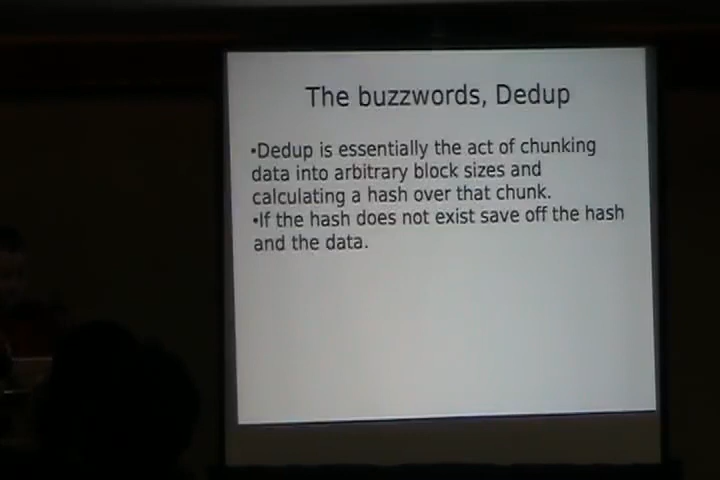 The buzzwords, Dedup
•Dedup is essentially the act of chunking
data into arbitrary block sizes and
calculating a hash over that chunk.
•If the hash does not exist save off the hash
and the data.